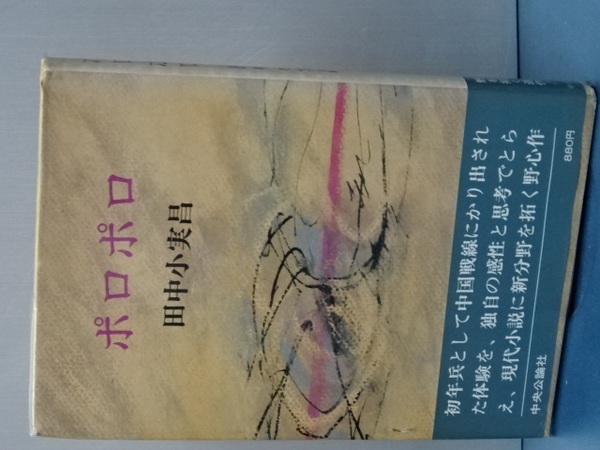 ポロポロ
田中小実昌
初年兵として中国戦線にかり出され
た体験を、独自の感性と思考でとら
え、現代小説に新分野を拓く野心作
中央公論社
880円